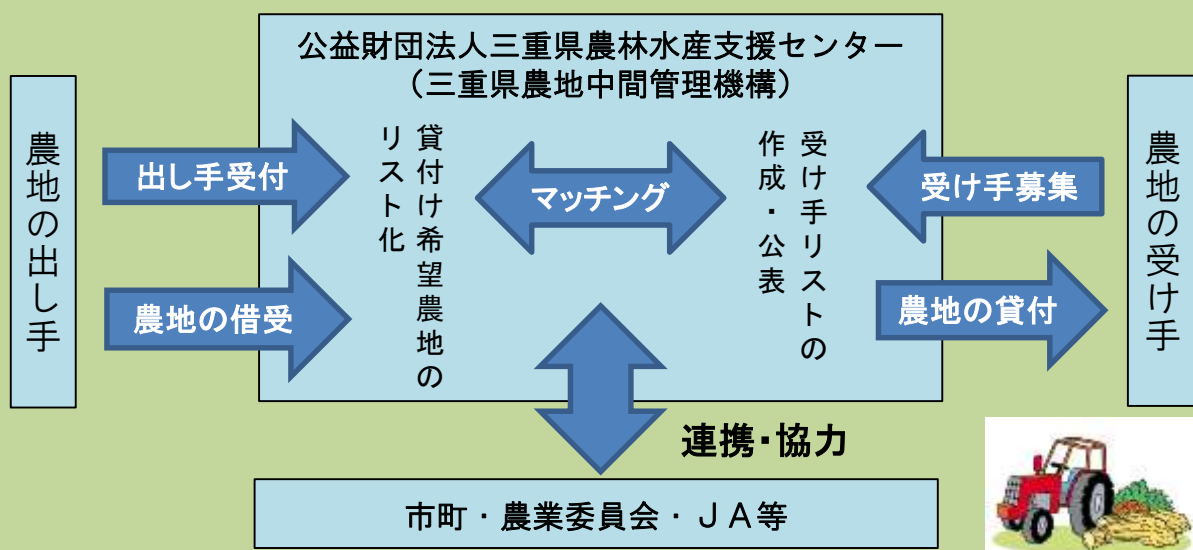 公益財団法人三重県農林水産支援センター
（三重県農地中間管理機構）
農地の出し手
出し手受付
農地の借受
貸付け希望農地の
リスト化
マッチング
受け手リストの
作成・公表
受け手募集
農地の貸付
農地の受け手
連携・協力
市町・農業委員会・ＪＡ等